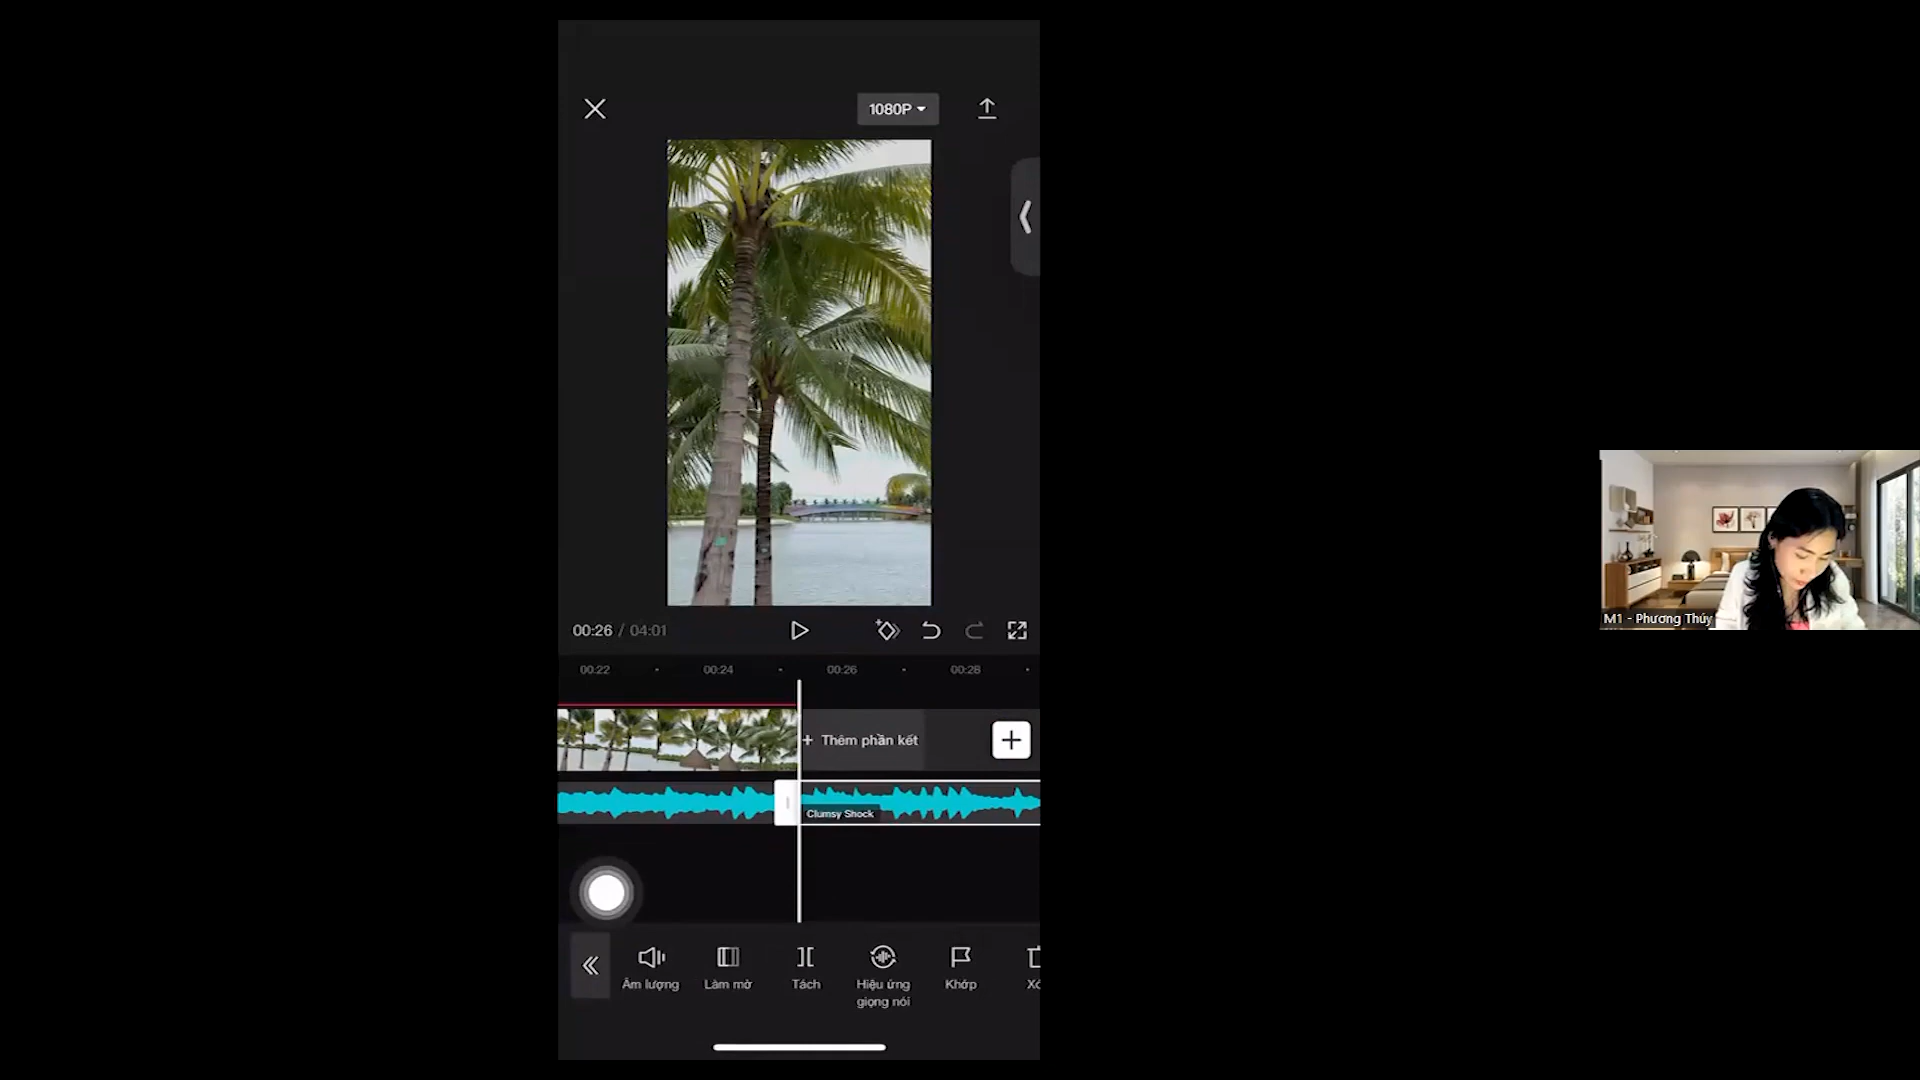 1080P
00:26 / 04:01
00:22 00:24 00:26 00:28
+ Thêm phần kết
Clumsy Shock
Âm lượng
Làm mờ
Tách
Hiệu ứng
giọng nói
Khớp
M1 - Phương Thúy